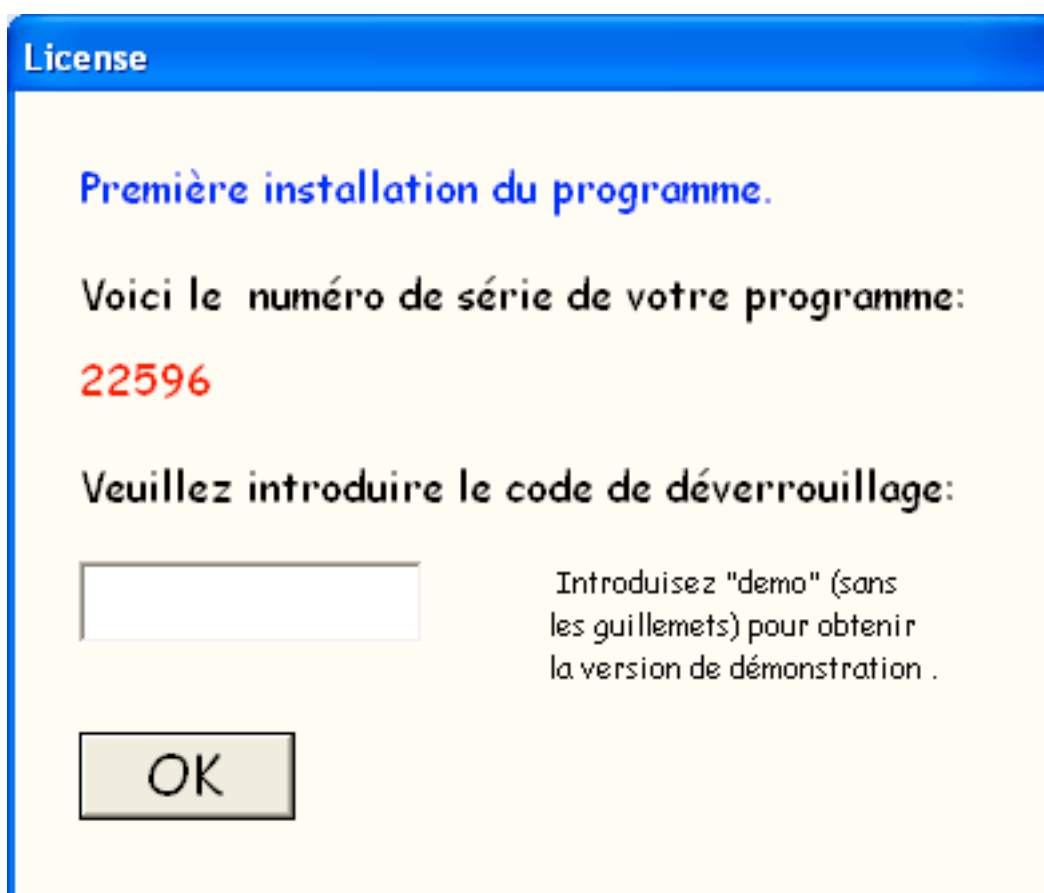 License
Première installation du programme.
Voici le numéro de série de votre programme:
22596
Veuillez introduire le code de déverrouillage:
Introduisez "demo" (sans
les guillemets) pour obtenir
la version de démonstration .
OK